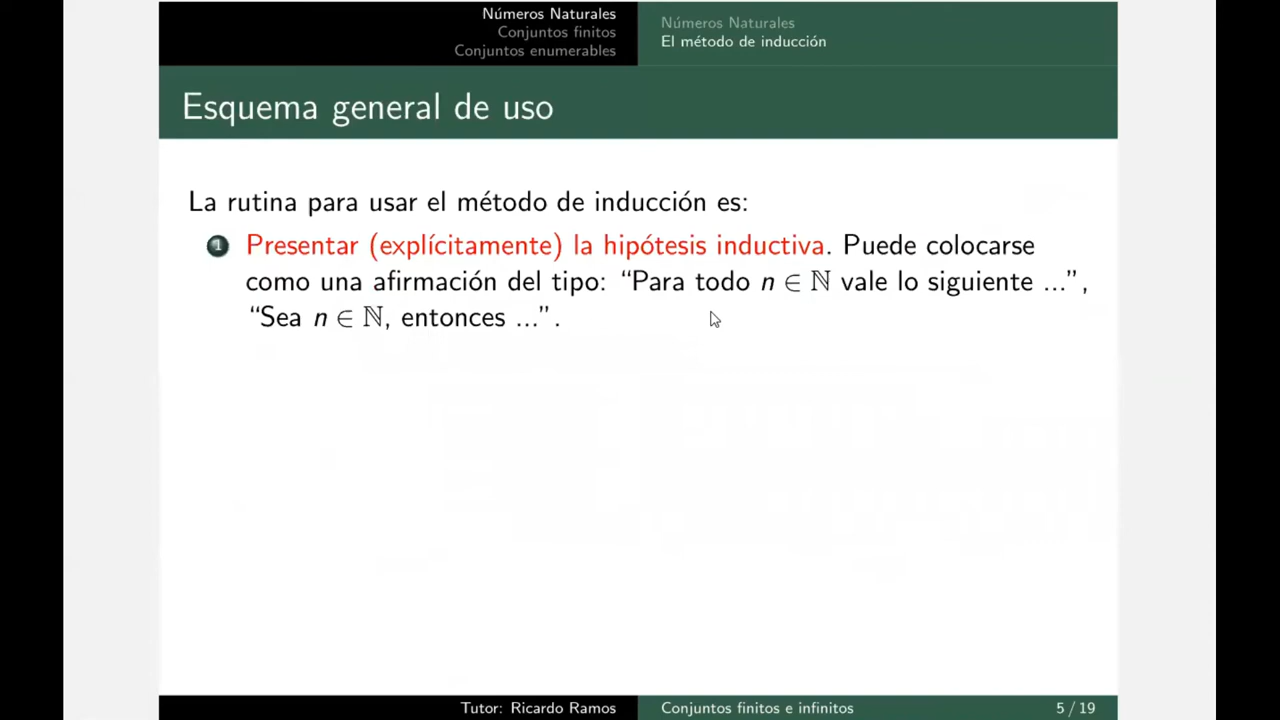 Números Naturales
Conjuntos finitos
Conjuntos enumerables
Números Naturales
El método de inducción
Esquema general de uso
La rutina para usar el método de inducción es:
1 Presentar (explícitamente) la hipótesis inductiva. Puede colocarse
como una afirmación del tipo: “Para todo n ∈ ℕ vale lo siguiente ...”,
“Sea n ∈ ℕ, entonces ...”.
Tutor: Ricardo Ramos
Conjuntos finitos e infinitos
5 / 19